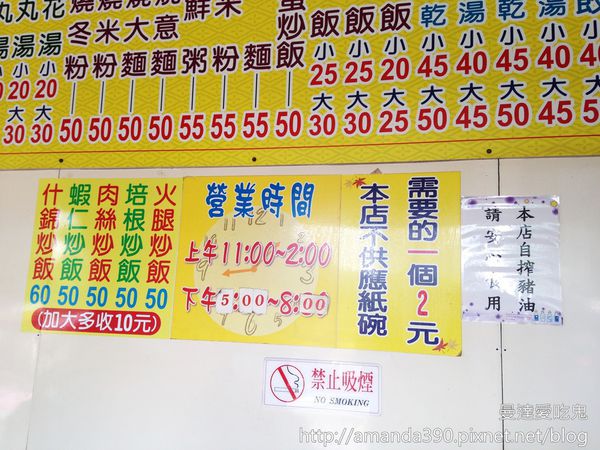 丸丸花 鮮米
湯湯湯 冬米大意 炒飯飯飯 乾湯乾湯
粉粉麵麵粥粉麵飯
小小小 小小小小小小小
20 20 25 25 20 45 40 45 40 45
大大 大大大大大大大
30 30 50 50 50 50 55 55 55 55 50 30 30 25 50 45 50 45 50
什錦炒飯 60
蝦仁炒飯 50
肉絲炒飯 50
培根炒飯 50
火腿炒飯 50
(加大多收10元)
營業時間
上午11:00~2:00
下午5:00~8:00
需要的一個2元
本店不供應紙碗
本店自搾豬油
請安心食用
禁止吸煙
NO SMOKING
曼達愛吃鬼
http://amanda390.pixnet.net/blog